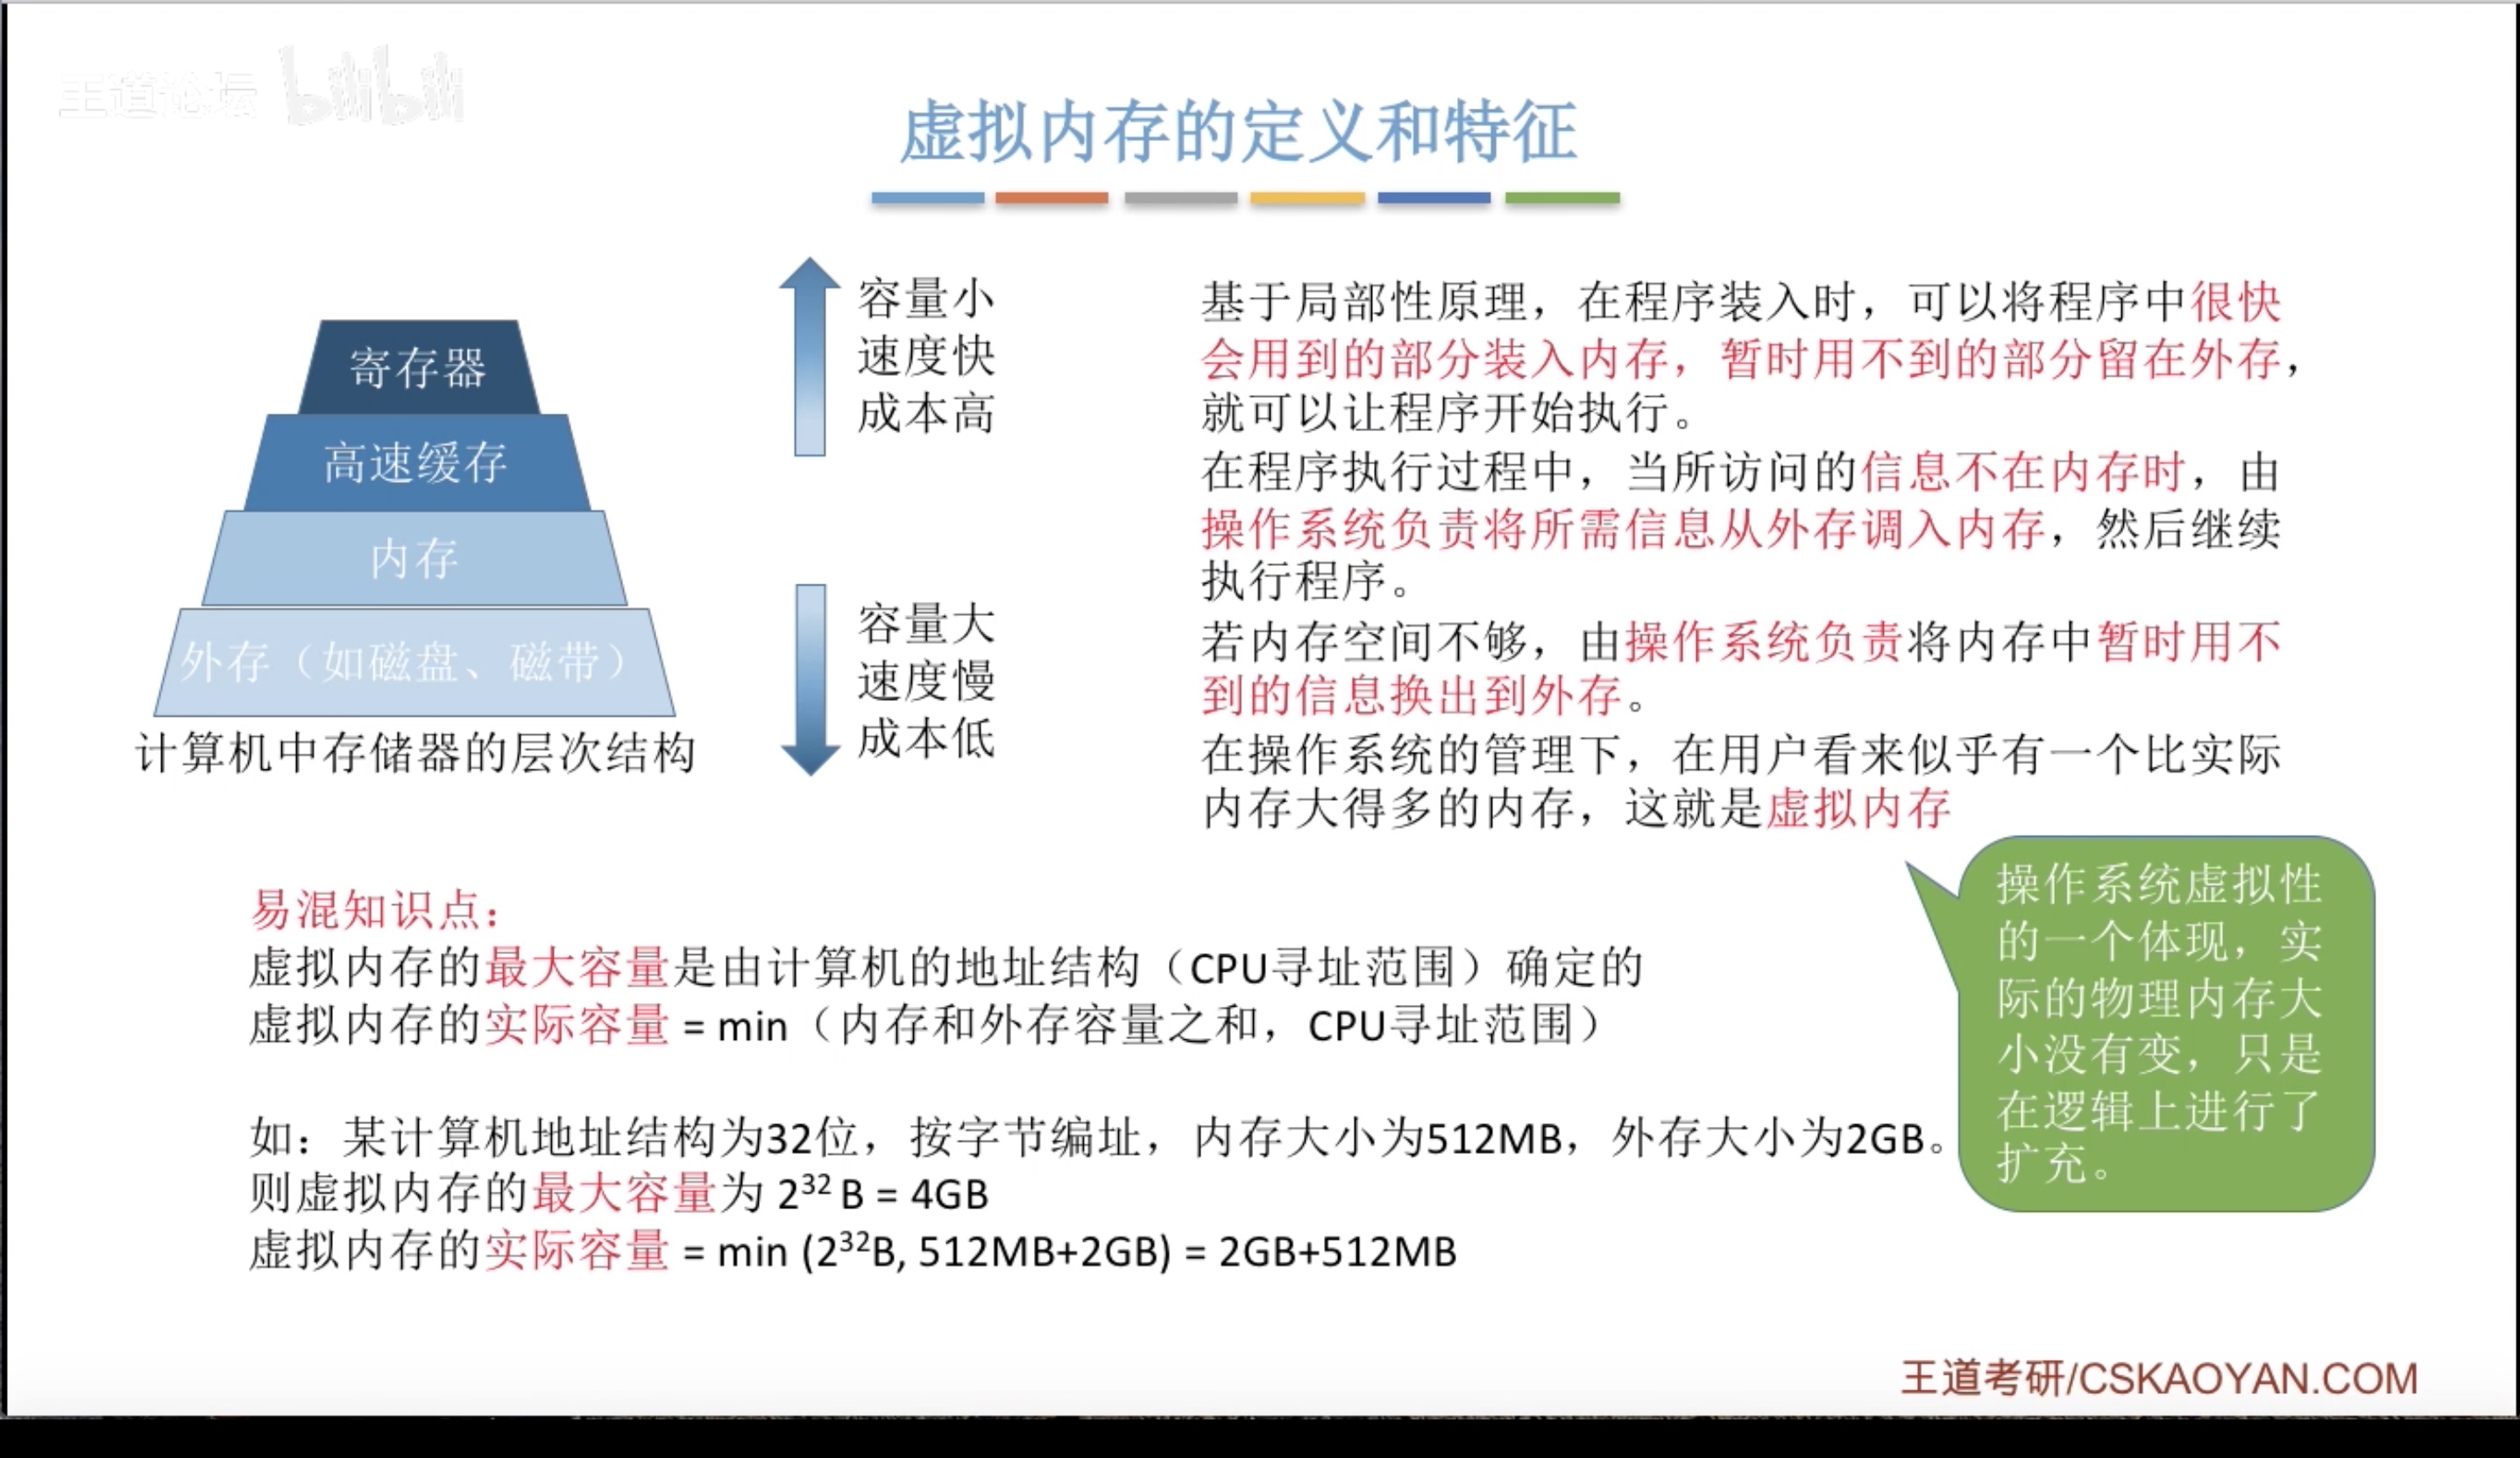 王道论坛 bilibili
虚拟内存的定义和特征
寄存器
高速缓存
内存
外存（如磁盘、磁带）
计算机中存储器的层次结构
容量小
速度快
成本高
容量大
速度慢
成本低
基于局部性原理，在程序装入时，可以将程序中很快
会用到的部分装入内存，暂时用不到的部分留在外存，
就可以让程序开始执行。
在程序执行过程中，当所访问的信息不在内存时，由
操作系统负责将所需信息从外存调入内存，然后继续
执行程序。
若内存空间不够，由操作系统负责将内存中暂时用不
到的信息换出到外存。
在操作系统的管理下，在用户看来似乎有一个比实际
内存大得多的内存，这就是虚拟内存
操作系统虚拟性
的一个体现，实
际的物理内存大
小没有变，只是
在逻辑上进行了
扩充。
易混知识点：
虚拟内存的最大容量是由计算机的地址结构（CPU寻址范围）确定的
虚拟内存的实际容量 = min（内存和外存容量之和，CPU寻址范围）
如：某计算机地址结构为32位，按字节编址，内存大小为512MB，外存大小为2GB。
则虚拟内存的最大容量为 2³² B = 4GB
虚拟内存的实际容量 = min (2³²B, 512MB+2GB) = 2GB+512MB
王道考研/CSKAOYAN.COM